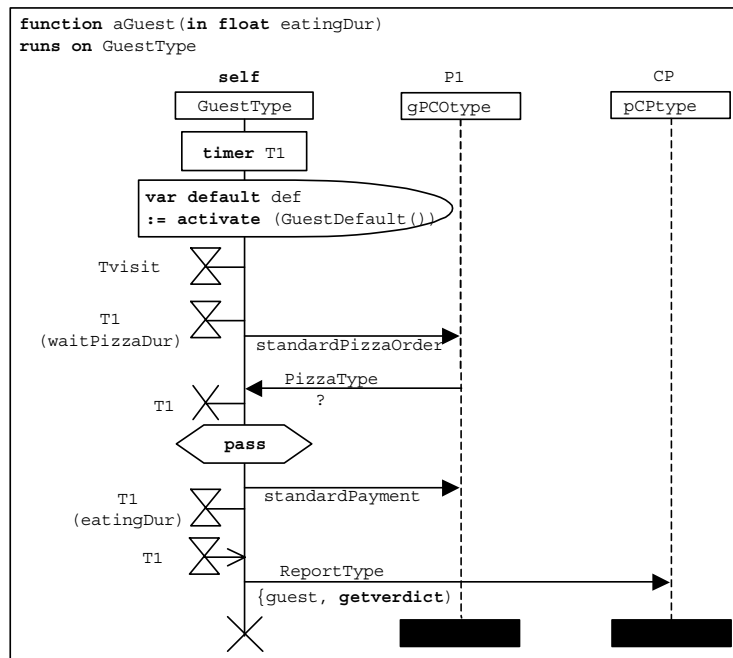 function aGuest(in float eatingDur)
runs on GuestType
self P1 CP
GuestType gPCOtype pCPtype
timer T1
var default def
:= activate (GuestDefault())
Tvisit
T1
(waitPizzaDur)
standardPizzaOrder
PizzaType
?
T1
pass
standardPayment
T1
(eatingDur)
T1
ReportType
{guest, getverdict)